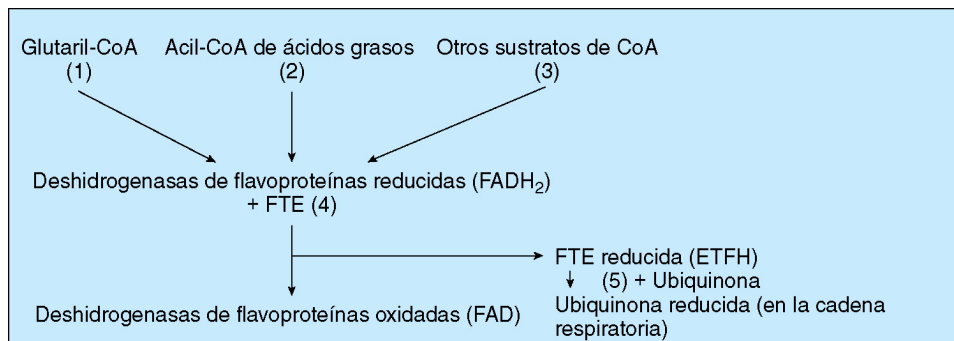 Glutaril-CoA Acil-CoA de ácidos grasos Otros sustratos de CoA
(1) (2) (3)
Deshidrogenasas de flavoproteínas reducidas (FADH₂)
+ FTE (4)
FTE reducida (ETFH)
(5) + Ubiquinona
Deshidrogenasas de flavoproteínas oxidadas (FAD)
Ubiquinona reducida (en la cadena
respiratoria)